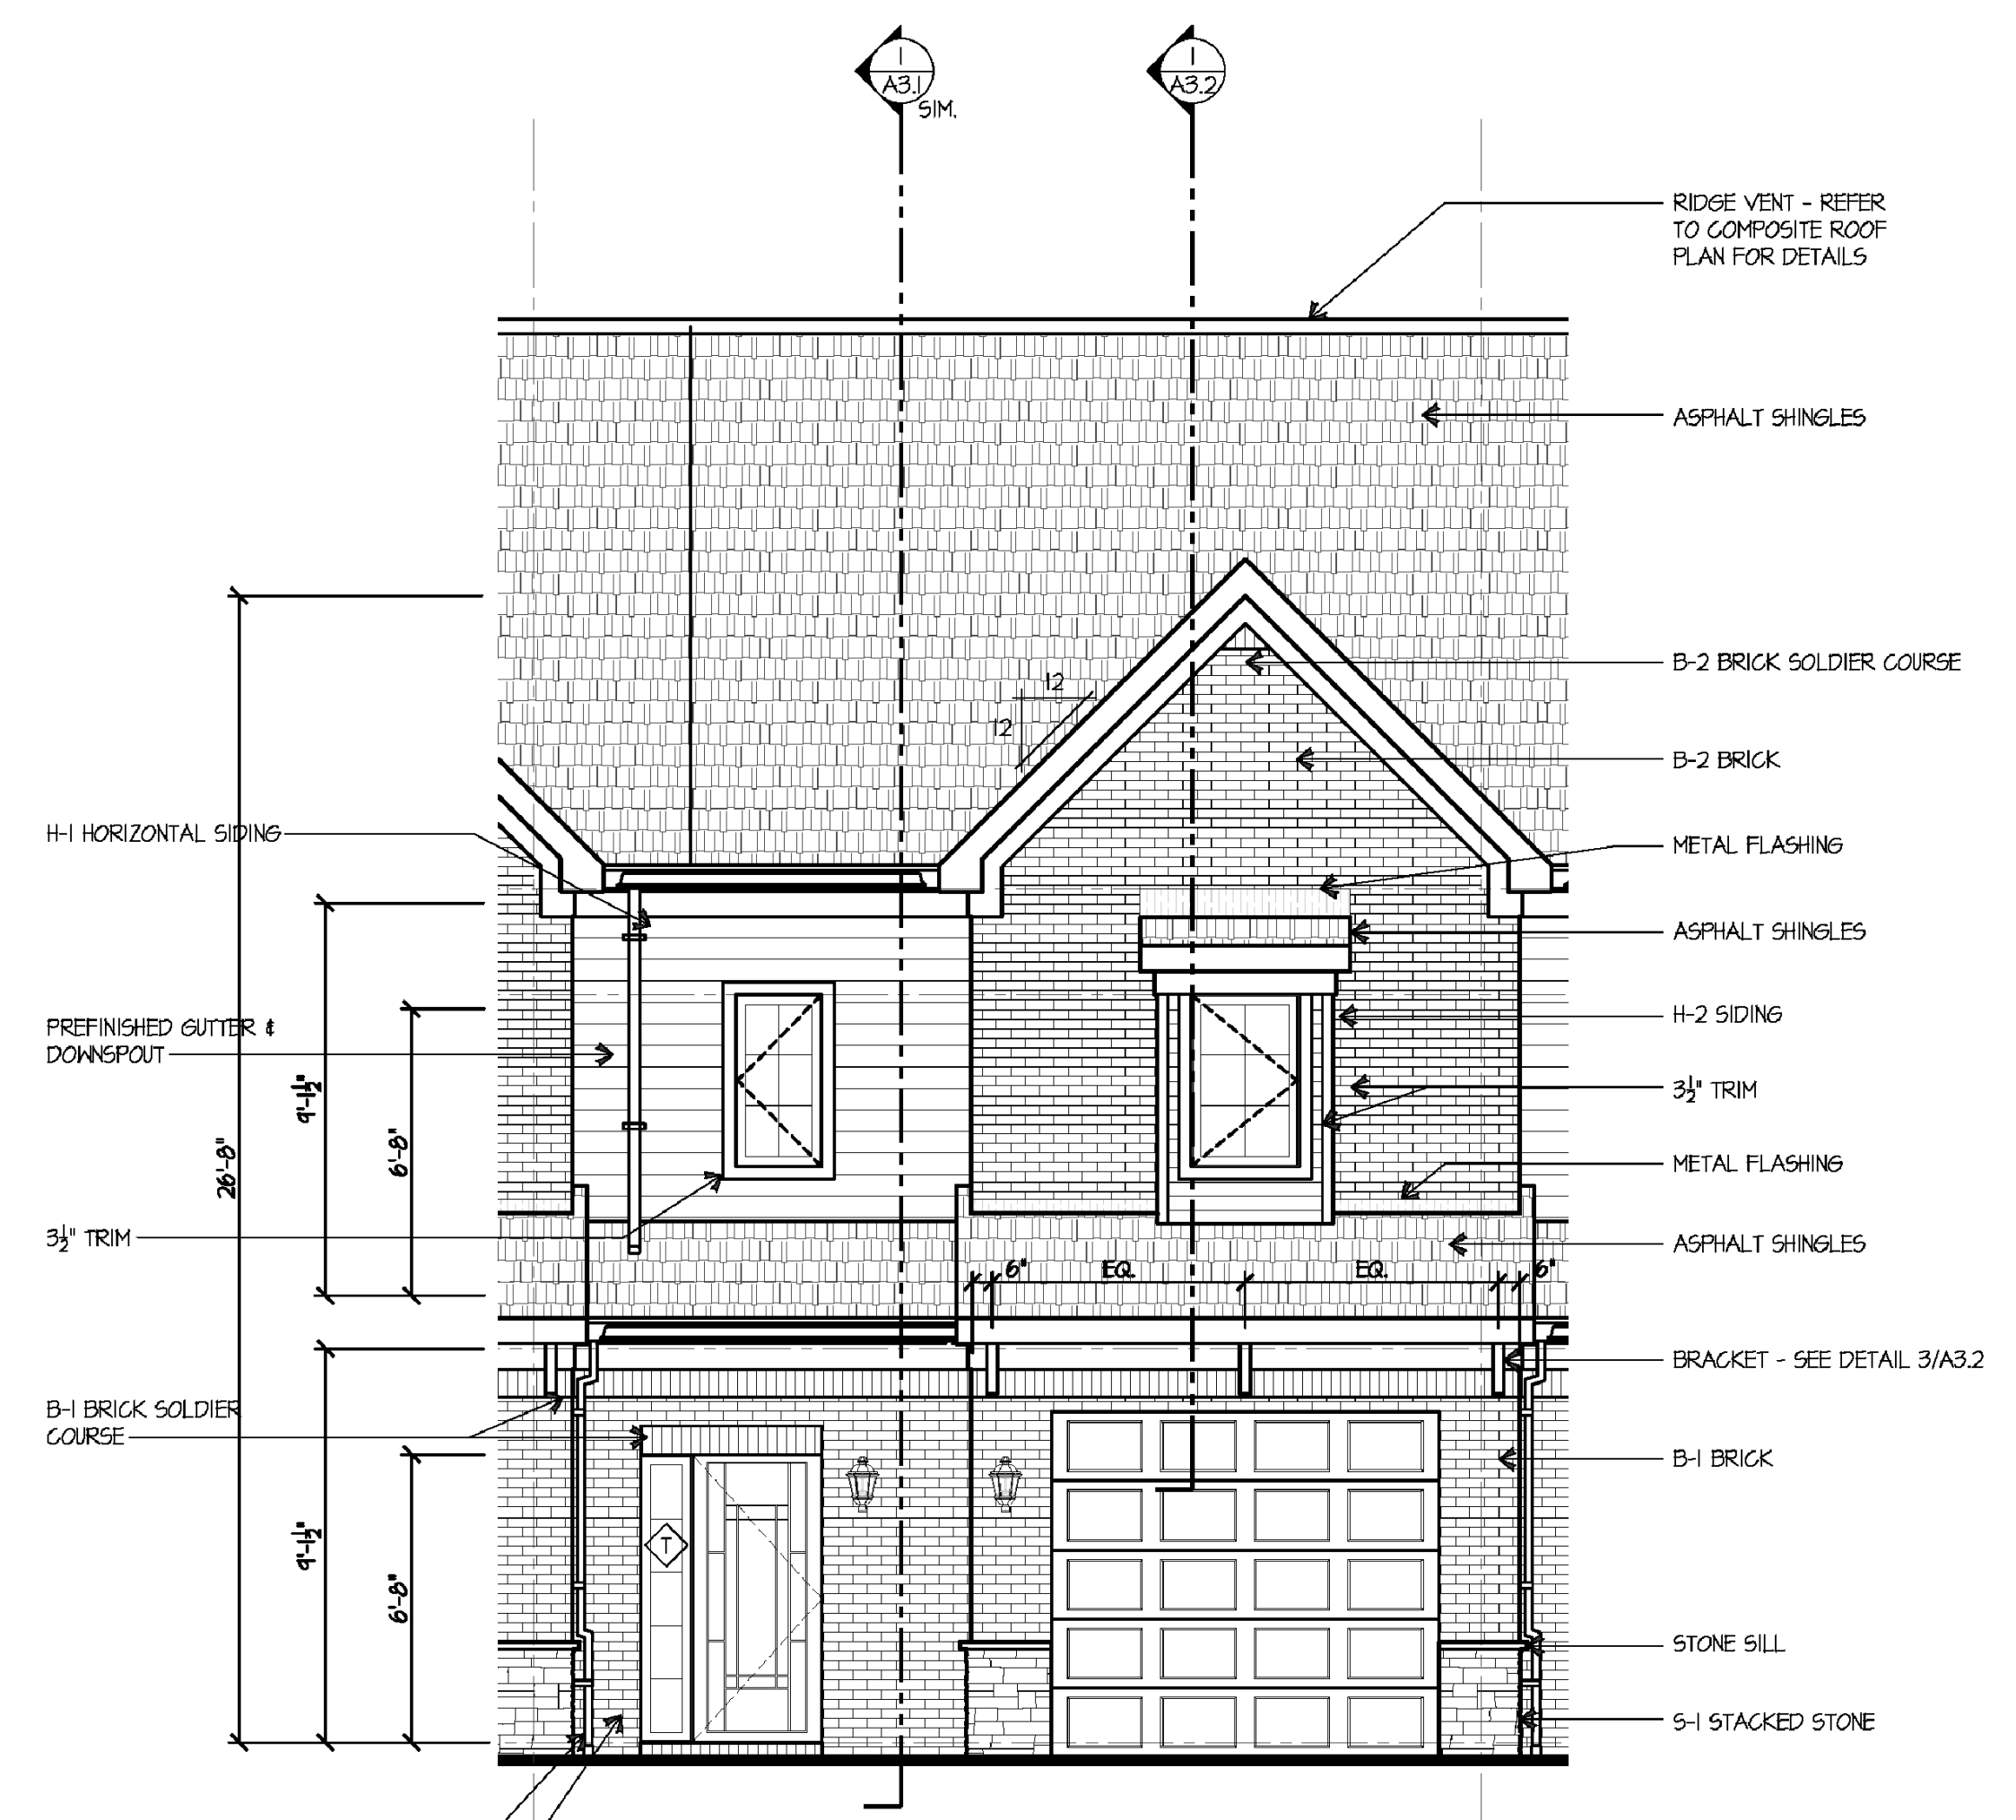 1
A3.1
SIM.
1
A3.2
RIDGE VENT - REFER
TO COMPOSITE ROOF
PLAN FOR DETAILS
ASPHALT SHINGLES
B-2 BRICK SOLDIER COURSE
12
12
B-2 BRICK
H-1 HORIZONTAL SIDING
METAL FLASHING
ASPHALT SHINGLES
PREFINISHED GUTTER &
DOWNSPOUT
H-2 SIDING
9'-1½"
6'-8"
26'-8"
3½" TRIM
METAL FLASHING
3½" TRIM
ASPHALT SHINGLES
6"
EQ.
EQ.
6"
BRACKET - SEE DETAIL 3/A3.2
B-1 BRICK SOLDIER
COURSE
B-1 BRICK
9'-1½"
6'-8"
T
STONE SILL
S-1 STACKED STONE